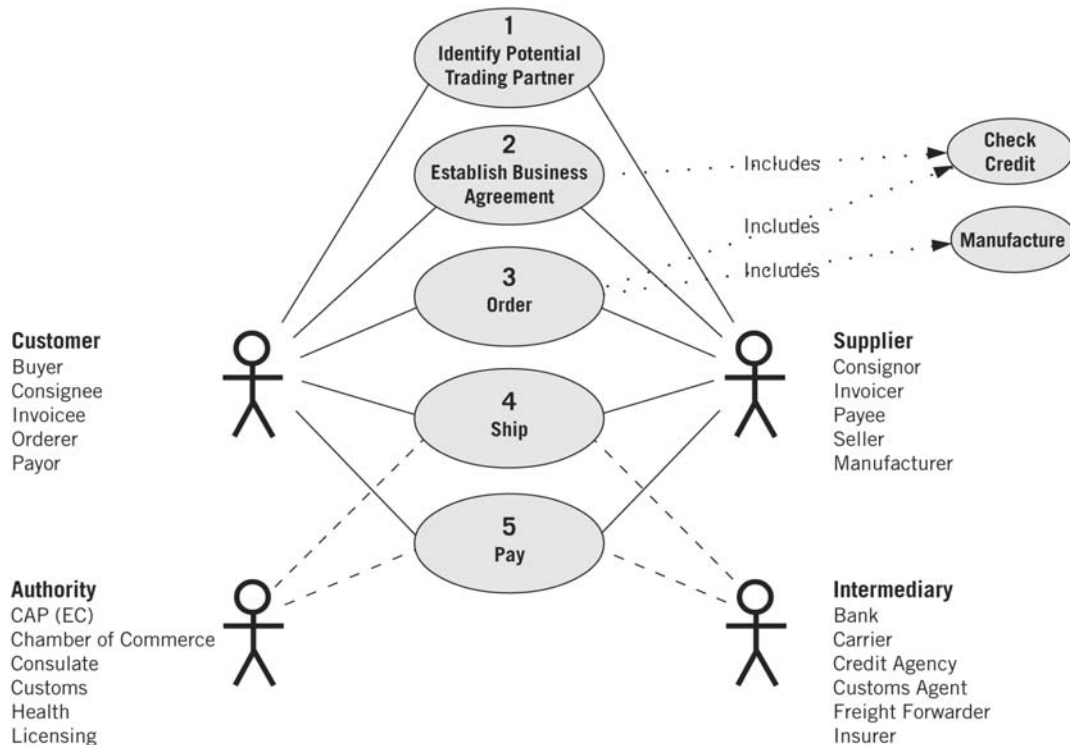 1
Identify Potential
Trading Partner
2
Establish Business
Agreement
Includes
Check
Credit
Includes
3
Order
Includes
Manufacture
Customer
Buyer
Consignee
Invoicee
Orderer
Payor
4
Ship
Supplier
Consignor
Invoicer
Payee
Seller
Manufacturer
5
Pay
Authority
CAP (EC)
Chamber of Commerce
Consulate
Customs
Health
Licensing
Intermediary
Bank
Carrier
Credit Agency
Customs Agent
Freight Forwarder
Insurer